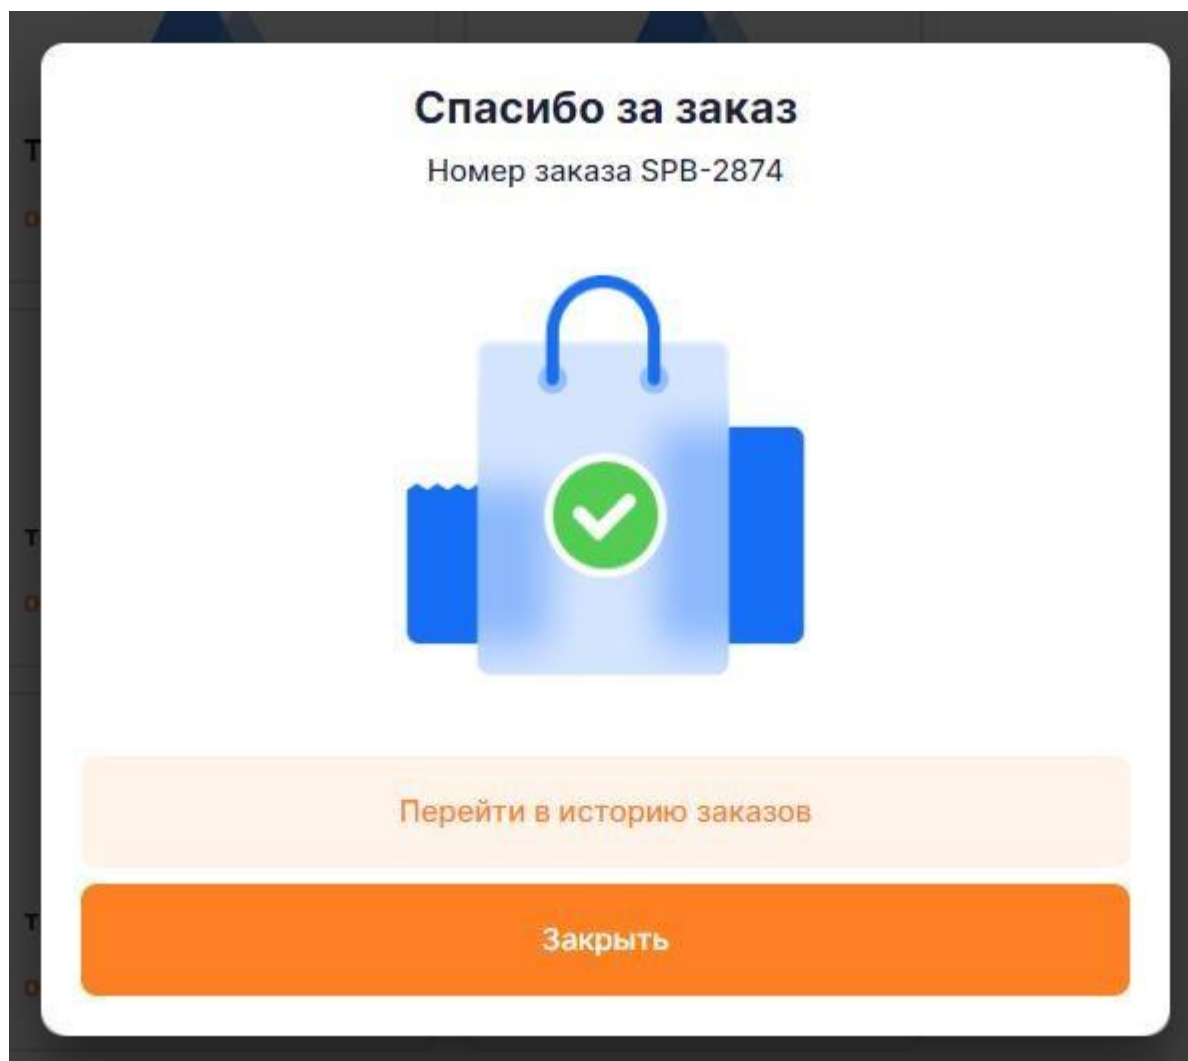 Спасибо за заказ
Номер заказа SPB-2874
Перейти в историю заказов
Закрыть